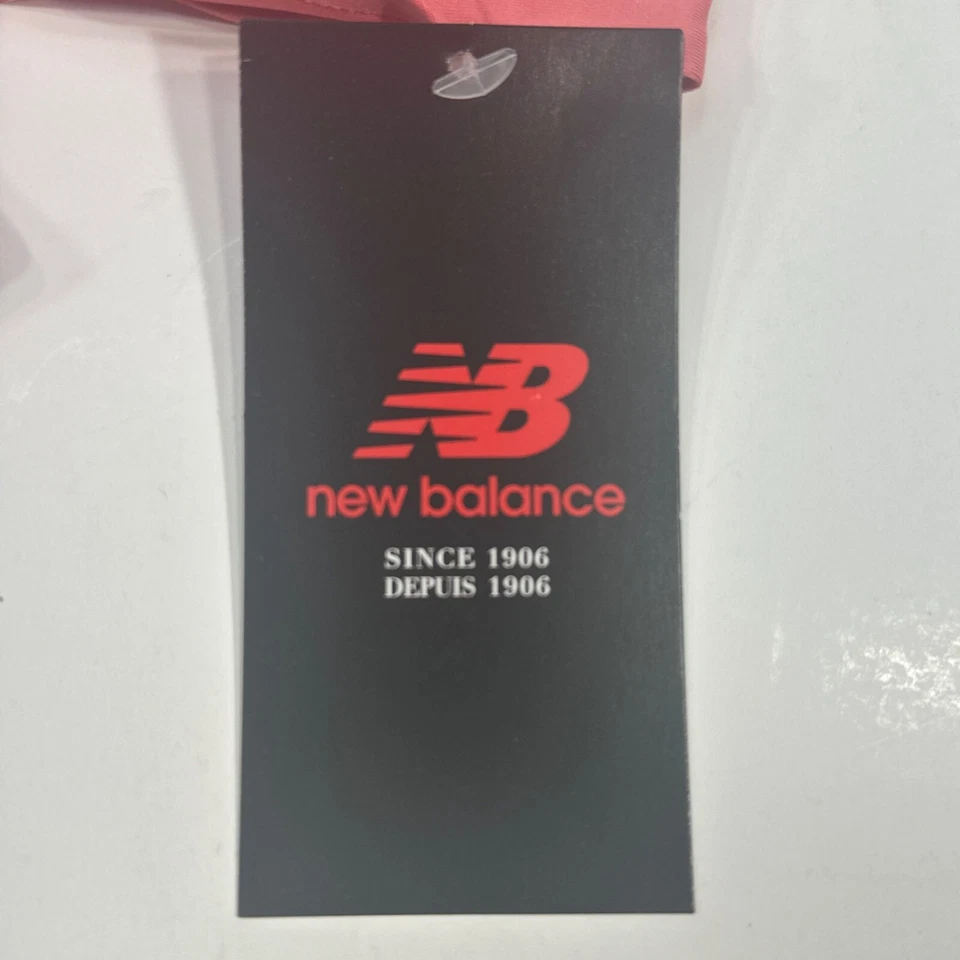 NB
new balance
SINCE 1906
DEPUIS 1906